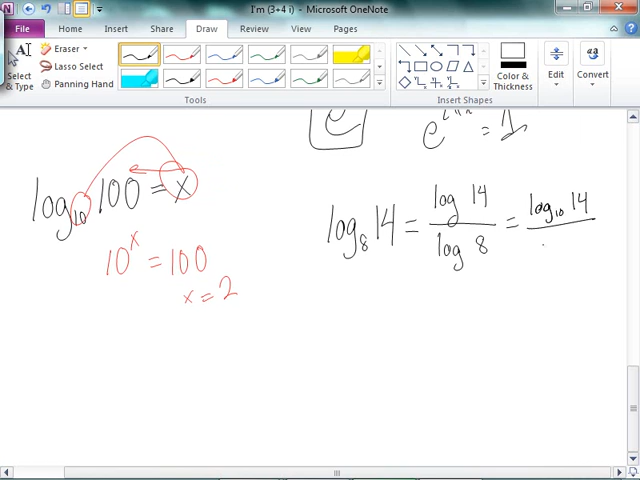 I'm (3+4 i) - Microsoft OneNote
File Home Insert Share Draw Review View
Select & Type
Eraser
Lasso Select
Panning Hand
Color & Thickness
Edit
Convert
Tools
Insert Shapes
log₁₀ 100 = x
10^x = 100
x = 2
log₈ 14 = log 14 / log 8 = log₁₀ 14